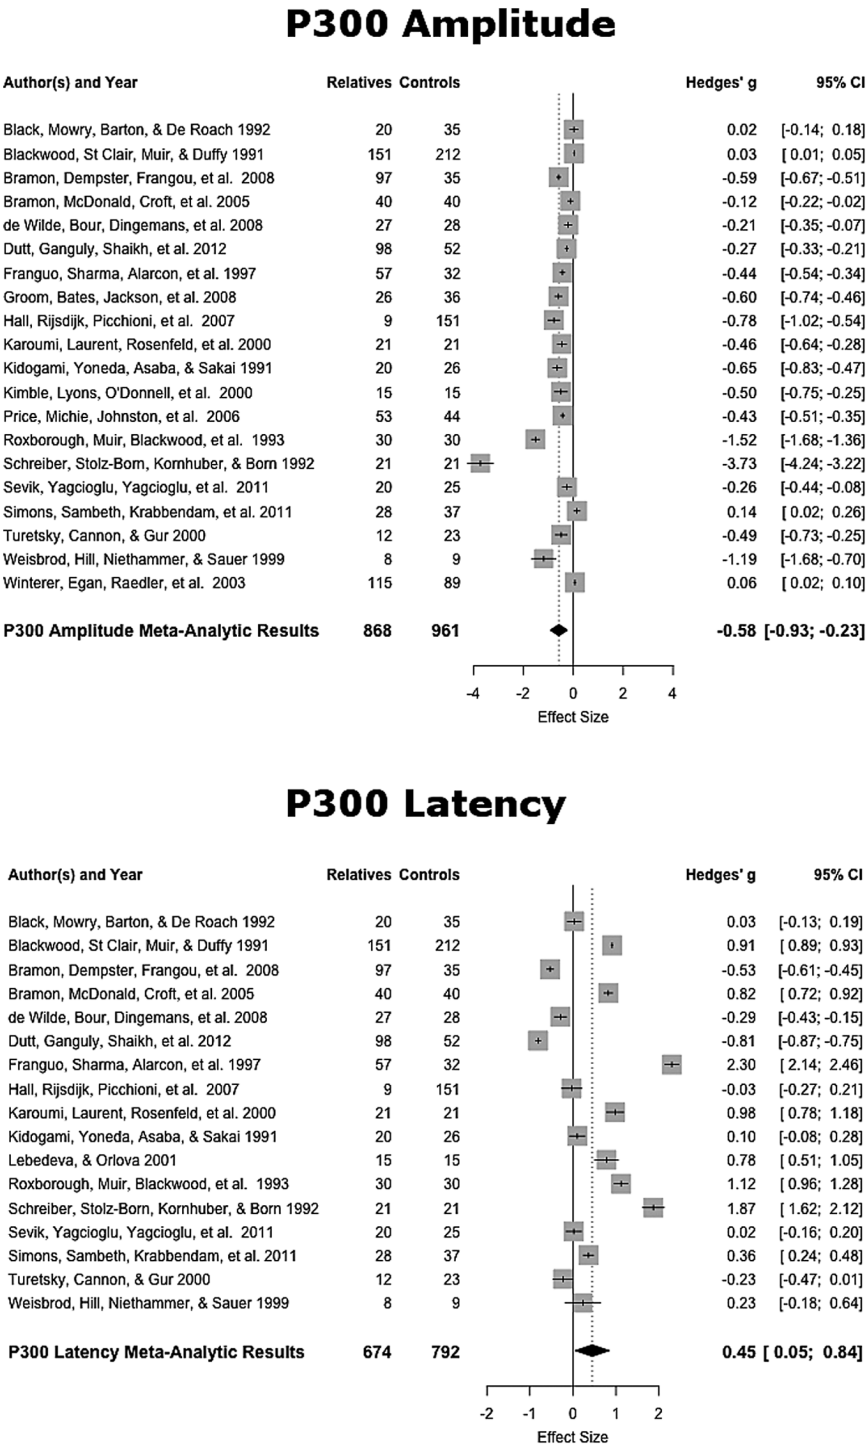 P300 Amplitude
Author(s) and Year Relatives Controls Hedges' g 95% CI
Black, Mowry, Barton, & De Roach 1992 20 35 0.02 [-0.14; 0.18]
Blackwood, St Clair, Muir, & Duffy 1991 151 212 0.03 [ 0.01; 0.05]
Bramon, Dempster, Frangou, et al. 2008 97 35 -0.59 [-0.67; -0.51]
Bramon, McDonald, Croft, et al. 2005 40 40 -0.12 [-0.22; -0.02]
de Wilde, Bour, Dingemans, et al. 2008 27 28 -0.21 [-0.35; -0.07]
Dutt, Ganguly, Shaikh, et al. 2012 98 52 -0.27 [-0.33; -0.21]
Franguo, Sharma, Alarcon, et al. 1997 57 32 -0.44 [-0.54; -0.34]
Groom, Bates, Jackson, et al. 2008 26 36 -0.60 [-0.74; -0.46]
Hall, Rijsdijk, Picchioni, et al. 2007 9 151 -0.78 [-1.02; -0.54]
Karoumi, Laurent, Rosenfeld, et al. 2000 21 21 -0.46 [-0.64; -0.28]
Kidogami, Yoneda, Asaba, & Sakai 1991 20 26 -0.65 [-0.83; -0.47]
Kimble, Lyons, O'Donnell, et al. 2000 15 15 -0.50 [-0.75; -0.25]
Price, Michie, Johnston, et al. 2006 53 44 -0.43 [-0.51; -0.35]
Roxborough, Muir, Blackwood, et al. 1993 30 30 -1.52 [-1.68; -1.36]
Schreiber, Stolz-Born, Kornhuber, & Born 1992 21 21 -3.73 [-4.24; -3.22]
Sevik, Yagcioglu, Yagcioglu, et al. 2011 20 25 -0.26 [-0.44; -0.08]
Simons, Sambeth, Krabbendam, et al. 2011 28 37 0.14 [ 0.02; 0.26]
Turetsky, Cannon, & Gur 2000 12 23 -0.49 [-0.73; -0.25]
Weisbrod, Hill, Niethammer, & Sauer 1999 8 9 -1.19 [-1.68; -0.70]
Winterer, Egan, Raedler, et al. 2003 115 89 0.06 [ 0.02; 0.10]
P300 Amplitude Meta-Analytic Results 868 961 -0.58 [-0.93; -0.23]
-4 -2 0 2 4
Effect Size
P300 Latency
Author(s) and Year Relatives Controls Hedges' g 95% CI
Black, Mowry, Barton, & De Roach 1992 20 35 0.03 [-0.13; 0.19]
Blackwood, St Clair, Muir, & Duffy 1991 151 212 0.91 [ 0.89; 0.93]
Bramon, Dempster, Frangou, et al. 2008 97 35 -0.53 [-0.61; -0.45]
Bramon, McDonald, Croft, et al. 2005 40 40 0.82 [ 0.72; 0.92]
de Wilde, Bour, Dingemans, et al. 2008 27 28 -0.29 [-0.43; -0.15]
Dutt, Ganguly, Shaikh, et al. 2012 98 52 -0.81 [-0.87; -0.75]
Franguo, Sharma, Alarcon, et al. 1997 57 32 2.30 [ 2.14; 2.46]
Hall, Rijsdijk, Picchioni, et al. 2007 9 151 -0.03 [-0.27; 0.21]
Karoumi, Laurent, Rosenfeld, et al. 2000 21 21 0.98 [ 0.78; 1.18]
Kidogami, Yoneda, Asaba, & Sakai 1991 20 26 0.10 [-0.08; 0.28]
Lebedeva, & Orlova 2001 15 15 0.78 [ 0.51; 1.05]
Roxborough, Muir, Blackwood, et al. 1993 30 30 1.12 [ 0.96; 1.28]
Schreiber, Stolz-Born, Kornhuber, & Born 1992 21 21 1.87 [ 1.62; 2.12]
Sevik, Yagcioglu, Yagcioglu, et al. 2011 20 25 0.02 [-0.16; 0.20]
Simons, Sambeth, Krabbendam, et al. 2011 28 37 0.36 [ 0.24; 0.48]
Turetsky, Cannon, & Gur 2000 12 23 -0.23 [-0.47; 0.01]
Weisbrod, Hill, Niethammer, & Sauer 1999 8 9 0.23 [-0.18; 0.64]
P300 Latency Meta-Analytic Results 674 792 0.45 [ 0.05; 0.84]
-2 -1 0 1 2
Effect Size